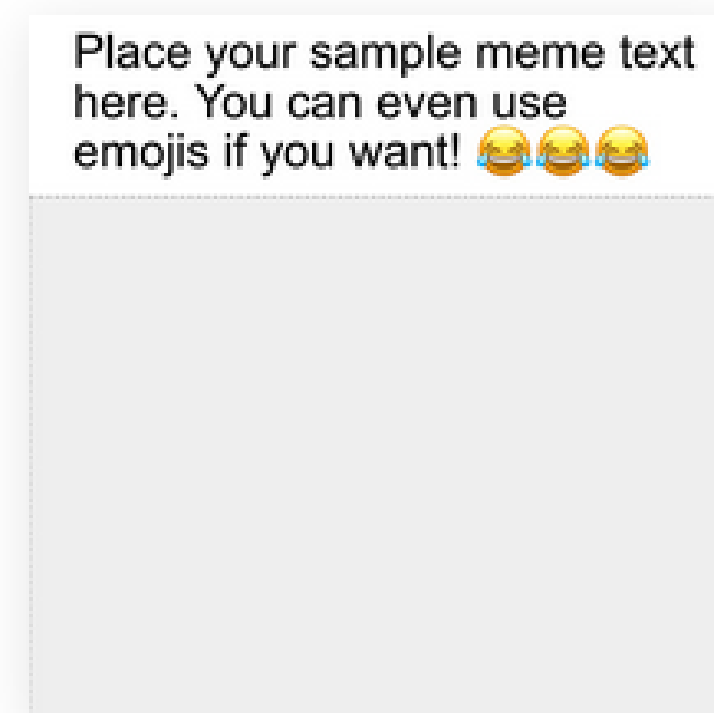 Place your sample meme text
here. You can even use
emojis if you want! 😂😂😂